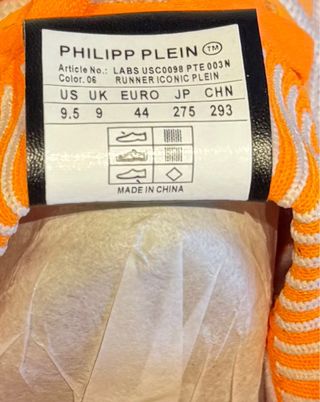 PHILIPP PLEIN TM
Article No.: LABS USC0098 PTE 003N
Color. 06 RUNNER ICONIC PLEIN
US UK EURO JP CHN
9.5 9 44 275 293
MADE IN CHINA